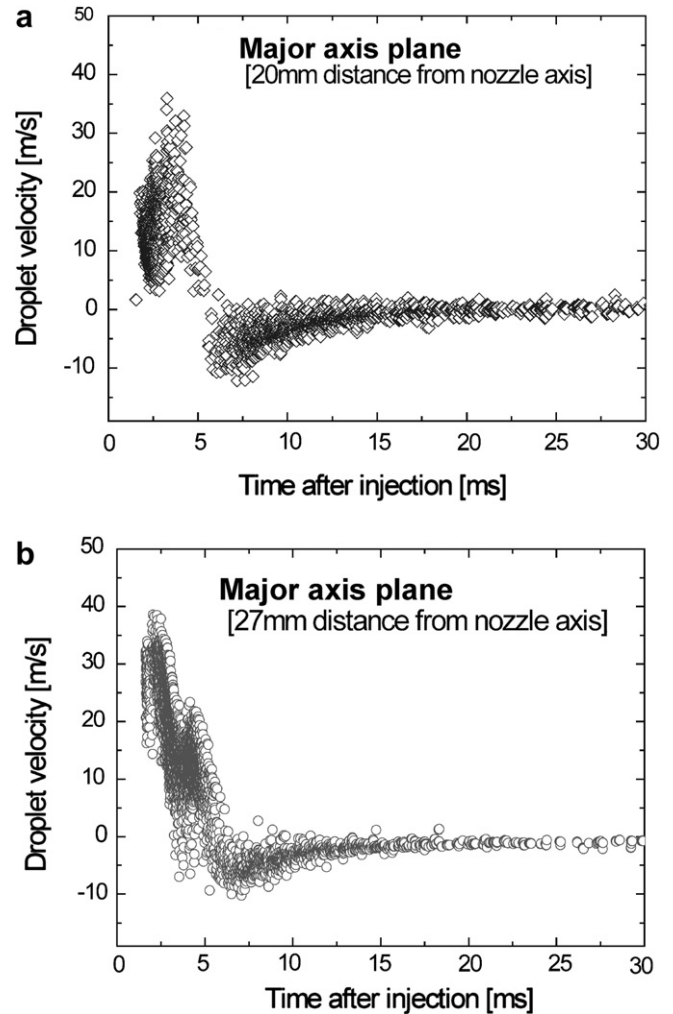 a
Major axis plane
[20mm distance from nozzle axis]
50
40
30
20
10
0
-10
Droplet velocity [m/s]
0 5 10 15 20 25 30
Time after injection [ms]
b
Major axis plane
[27mm distance from nozzle axis]
50
40
30
20
10
0
-10
Droplet velocity [m/s]
0 5 10 15 20 25 30
Time after injection [ms]